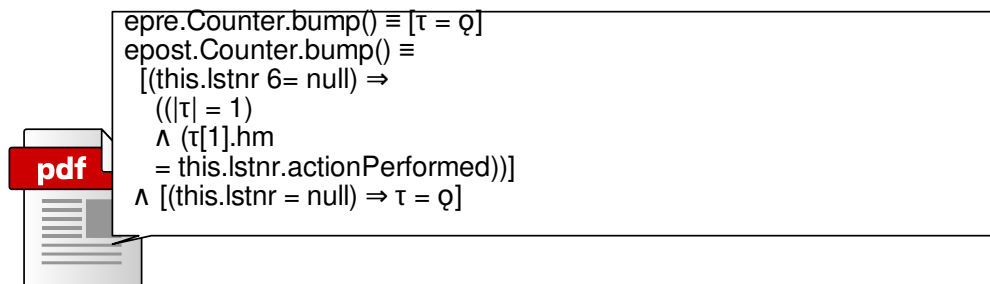 epre.Counter.bump() ≡ [τ = ǫ]
epost.Counter.bump() ≡
[(this.lstnr 6= null) ⇒
((|τ| = 1)
∧ (τ[1].hm
= this.lstnr.actionPerformed))]
∧ [(this.lstnr = null) ⇒ τ = ǫ]
pdf